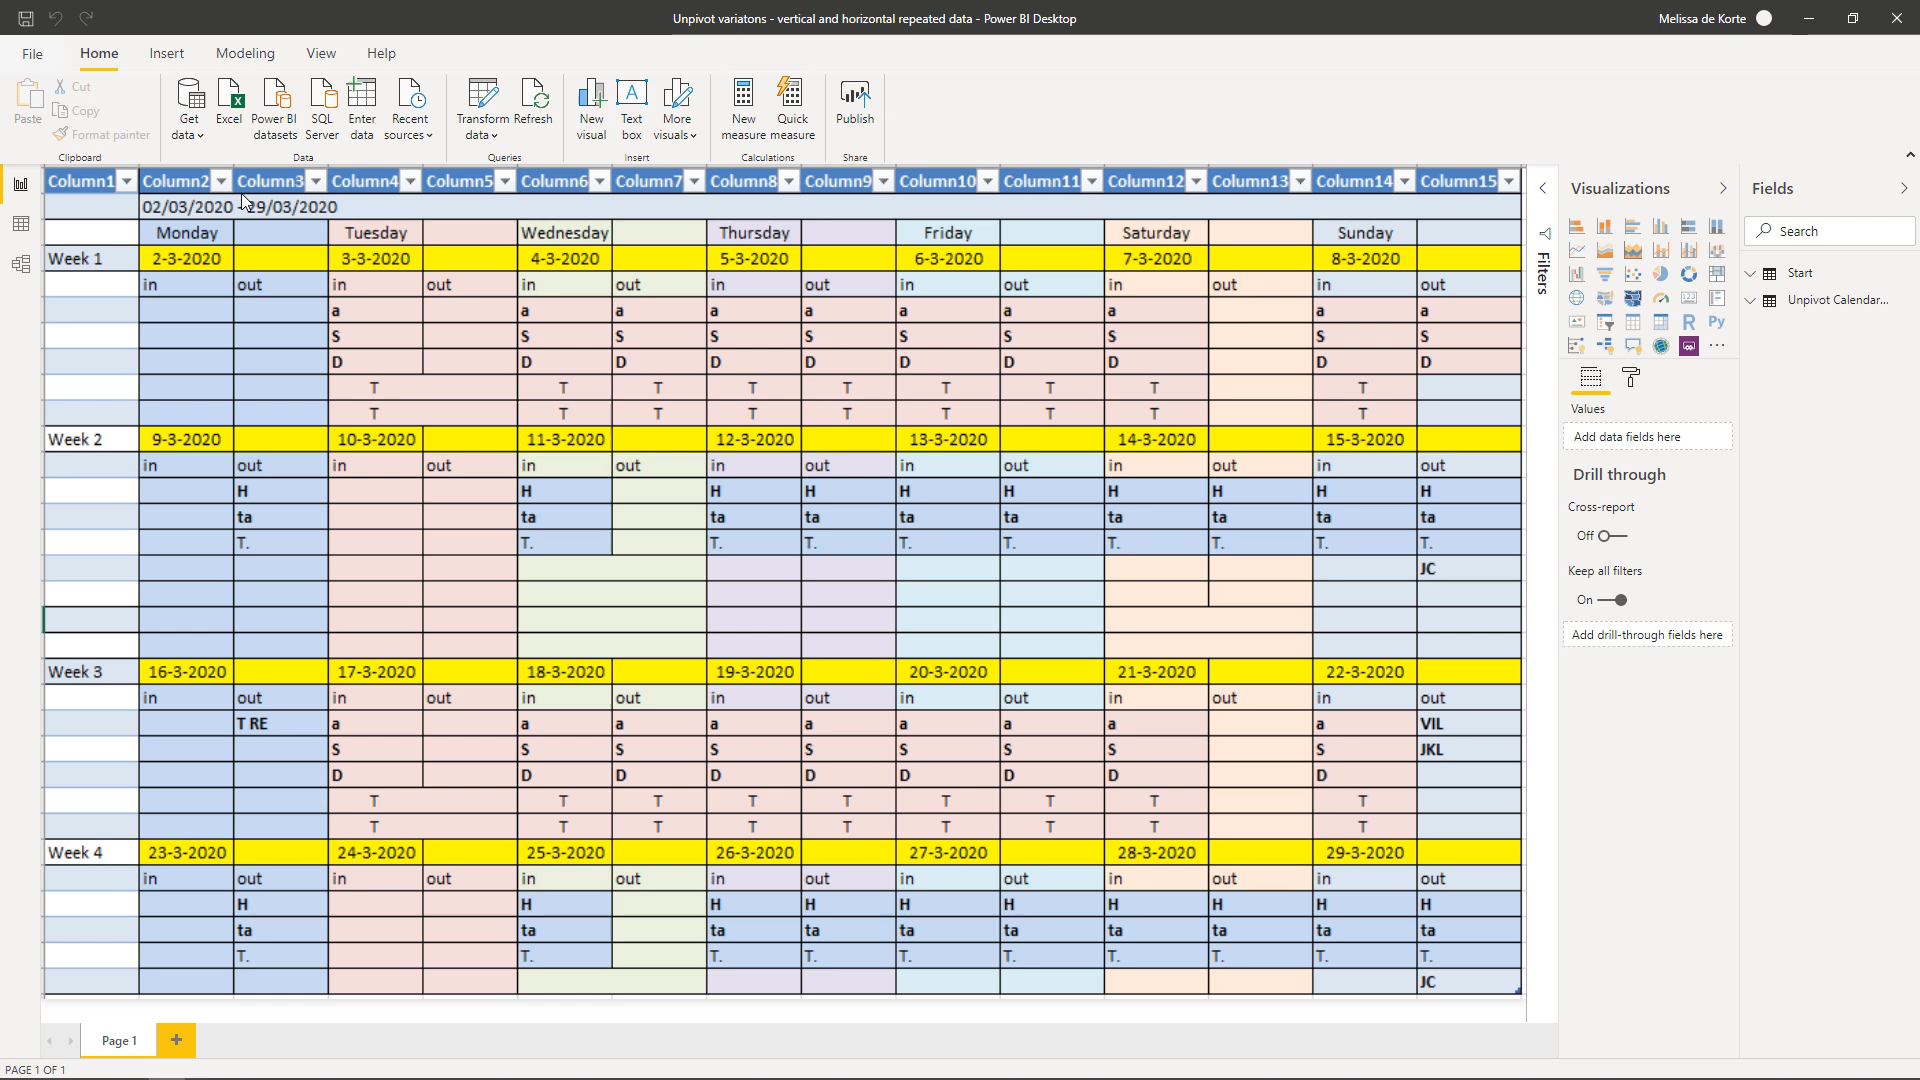 Unpivot variatons - vertical and horizontal repeated data - Power BI Desktop
Melissa de Korte
File Home Insert Modeling View Help
Paste Cut Copy Format painter
Get data Excel Power BI datasets SQL Server Enter data Recent sources
Transform data Refresh
New visual Text box More visuals
New measure Quick measure
Publish
Clipboard Data Queries Insert Calculations Share
Column1 Column2 Column3 Column4 Column5 Column6 Column7 Column8 Column9 Column10 Column11 Column12 Column13 Column14 Column15
02/03/2020 - 29/03/2020
Monday Tuesday Wednesday Thursday Friday Saturday Sunday
Week 1 2-3-2020 3-3-2020 4-3-2020 5-3-2020 6-3-2020 7-3-2020 8-3-2020
in out in out in out in out in out in out in out
a a a a a a a a a a
S S S S S S S S S S
D D D D D D D D D D
T T T T T T T T T
T T T T T T T T T
Week 2 9-3-2020 10-3-2020 11-3-2020 12-3-2020 13-3-2020 14-3-2020 15-3-2020
in out in out in out in out in out in out in out
H H H H H H H H H H
ta ta ta ta ta ta ta ta ta ta
T. T. T. T. T. T. T. T. T. T.
JC
Week 3 16-3-2020 17-3-2020 18-3-2020 19-3-2020 20-3-2020 21-3-2020 22-3-2020
in out in out in out in out in out in out in out
T RE a a a a a a a a a VIL
S S S S S S S S S JKL
D D D D D D D D D
T T T T T T T T T
T T T T T T T T T
Week 4 23-3-2020 24-3-2020 25-3-2020 26-3-2020 27-3-2020 28-3-2020 29-3-2020
in out in out in out in out in out in out in out
H H H H H H H H H
ta ta ta ta ta ta ta ta ta
T. T. T. T. T. T. T. T. T.
JC
Filters
Visualizations
R Py
Values
Add data fields here
Drill through
Cross-report
Off
Keep all filters
On
Add drill-through fields here
Fields
Search
Start
Unpivot Calendar...
Page 1
PAGE 1 OF 1